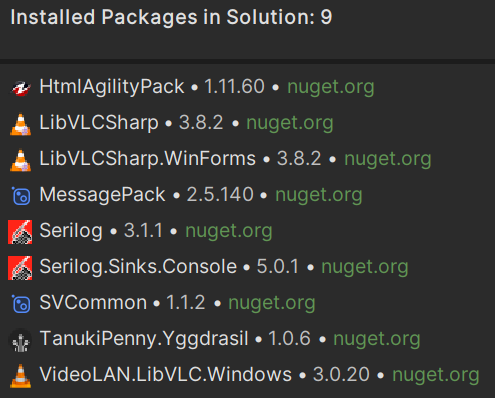 Installed Packages in Solution: 9
HtmlAgilityPack • 1.11.60 • nuget.org
LibVLCSharp • 3.8.2 • nuget.org
LibVLCSharp.WinForms • 3.8.2 • nuget.org
MessagePack • 2.5.140 • nuget.org
Serilog • 3.1.1 • nuget.org
Serilog.Sinks.Console • 5.0.1 • nuget.org
SVCommon • 1.1.2 • nuget.org
TanukiPenny.Yggdrasil • 1.0.6 • nuget.org
VideoLAN.LibVLC.Windows • 3.0.20 • nuget.org